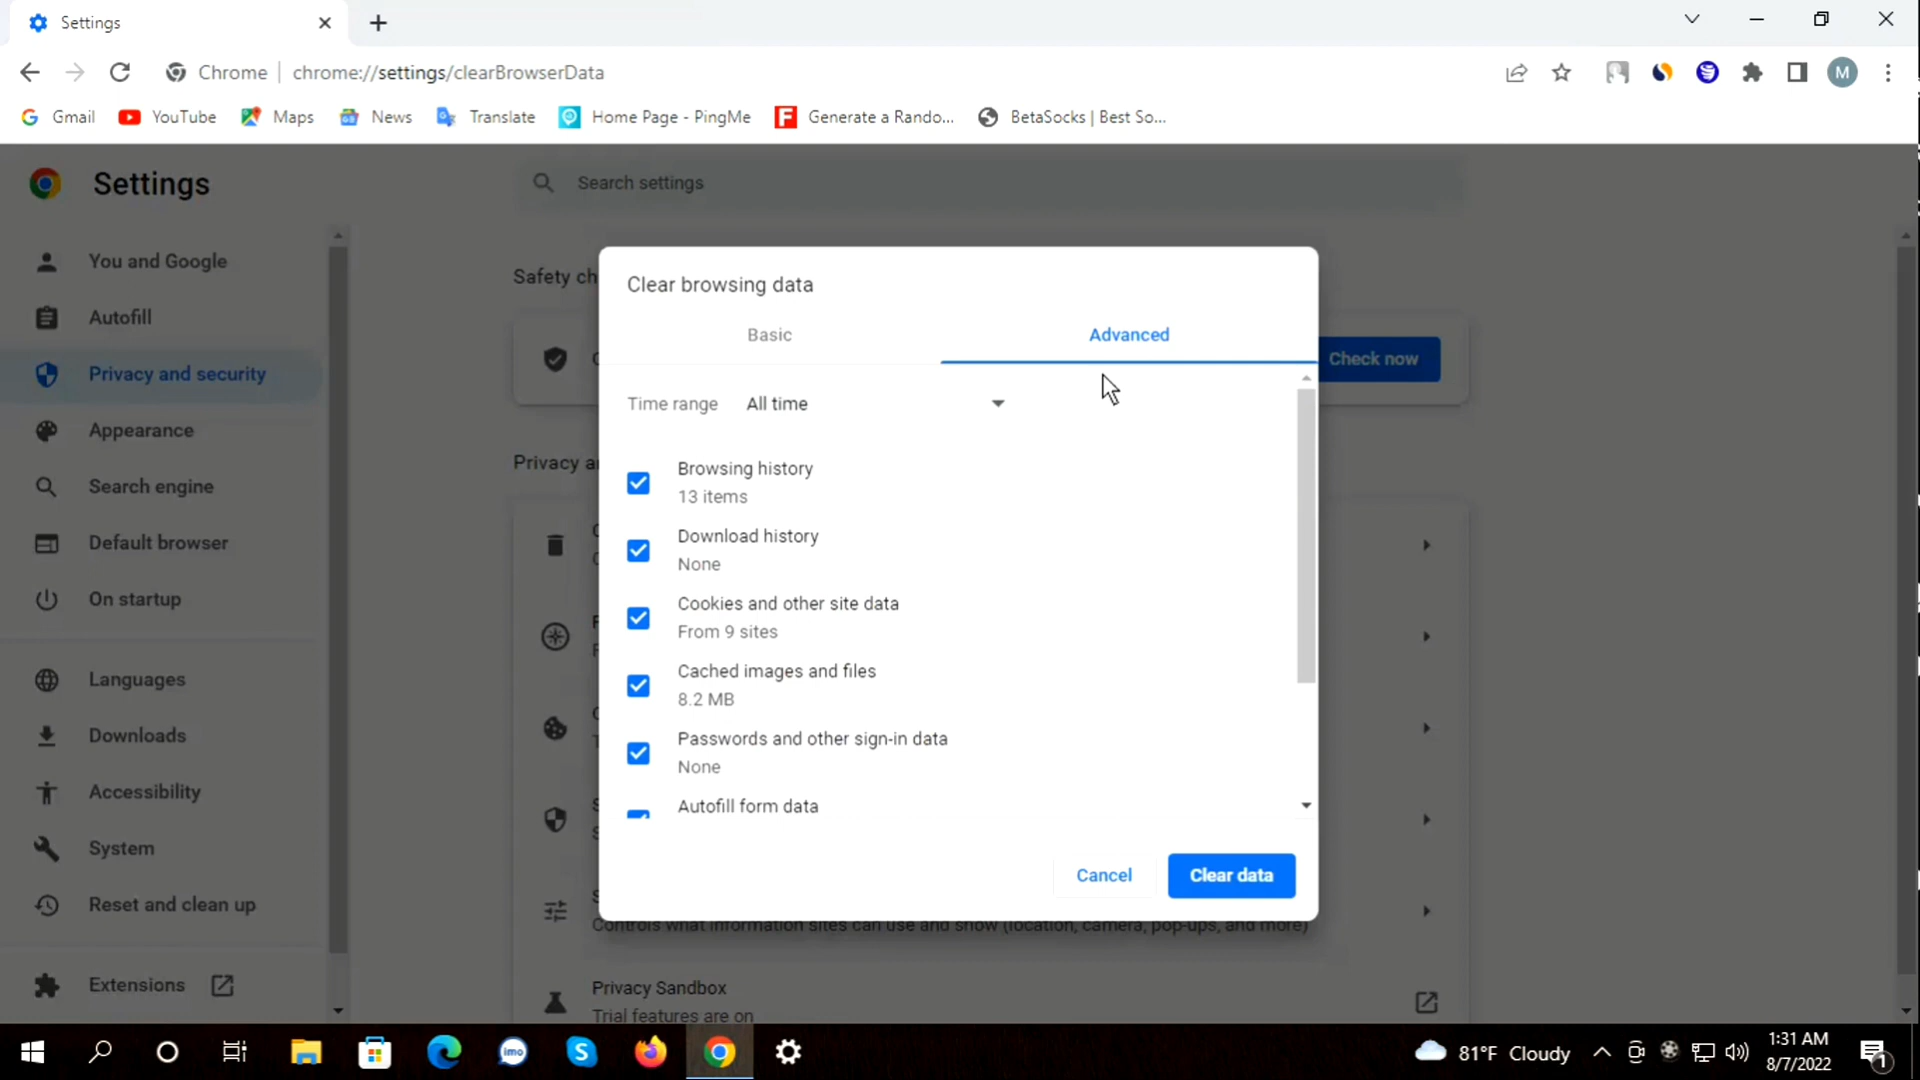 Settings
Chrome
chrome://settings/clearBrowserData
M
Gmail
YouTube
Maps
News
Translate
Home Page - PingMe
Generate a Rando...
BetaSocks | Best So...
Settings
Search settings
You and Google
Autofill
Privacy and security
Appearance
Search engine
Default browser
On startup
Languages
Downloads
Accessibility
System
Reset and clean up
Extensions
Safety ch
Check now
Privacy a
Clear browsing data
Basic
Advanced
Time range
All time
Browsing history
13 items
Download history
None
Cookies and other site data
From 9 sites
Cached images and files
8.2 MB
Passwords and other sign-in data
None
Autofill form data
Cancel
Clear data
Controls what information sites can use and show (location, camera, pop-ups, and more)
Privacy Sandbox
Trial features are on
imo
81°F Cloudy
1:31 AM
8/7/2022
1